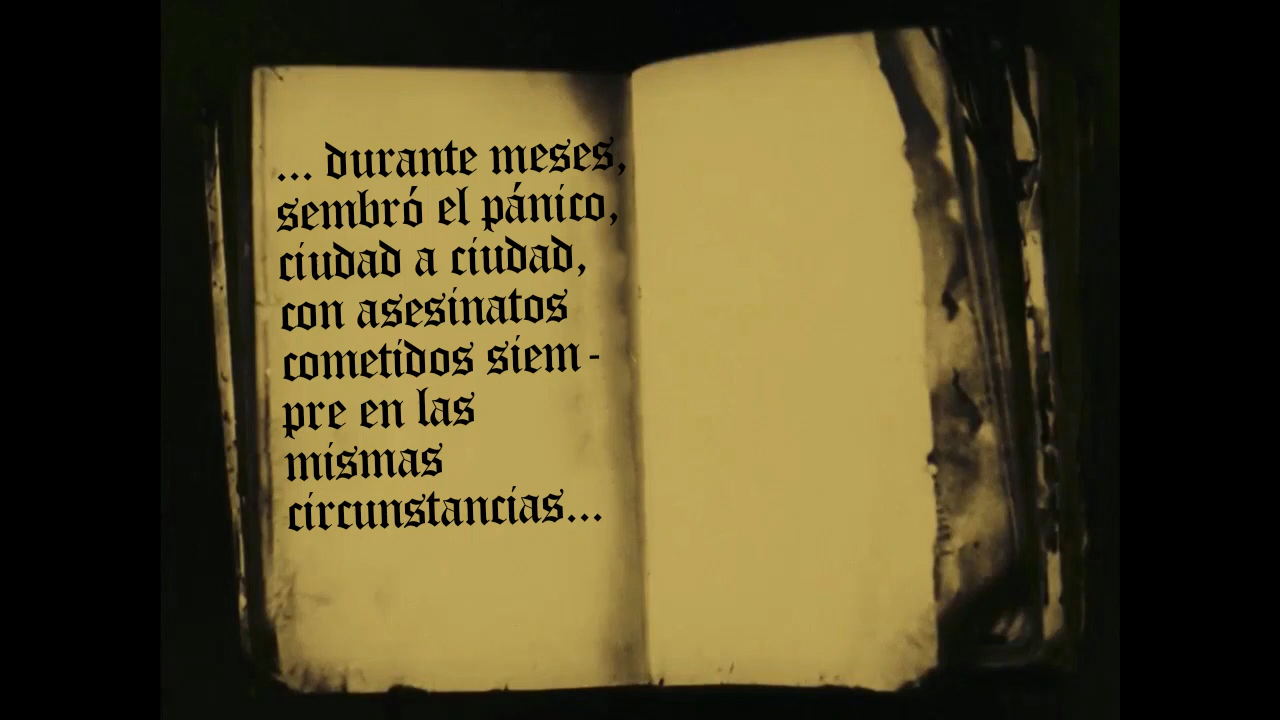 ... durante meses,
sembró el pánico,
ciudad a ciudad,
con asesinatos
cometidos siem-
pre en las
mismas
circunstancias...